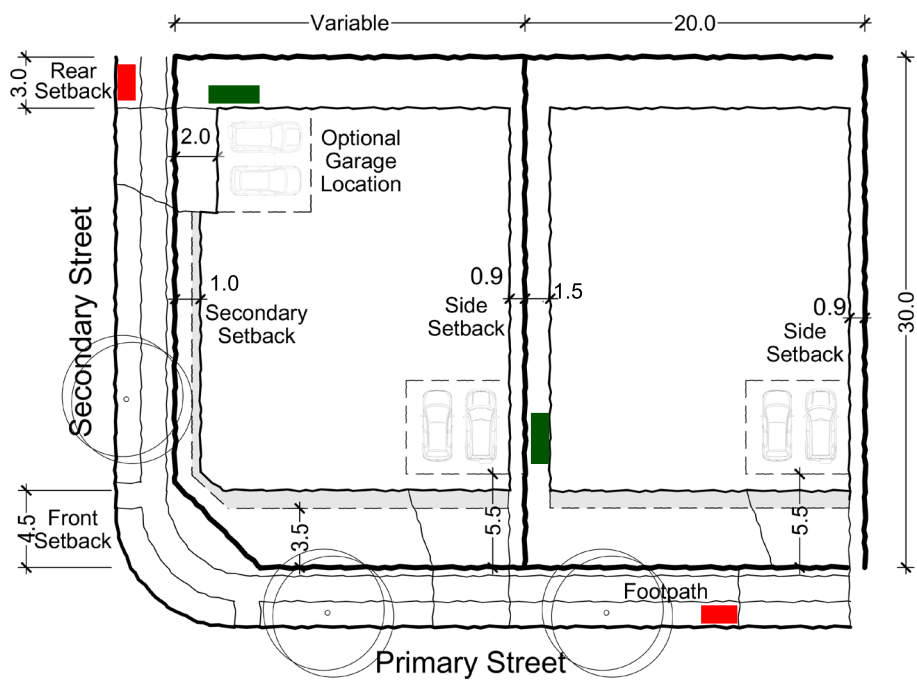 Variable
20.0
3.0
Rear
Setback
2.0
Optional
Garage
Location
Secondary Street
1.0
Secondary
Setback
0.9
Side
Setback
1.5
0.9
Side
Setback
30.0
4.5
Front
Setback
3.5
5.5
5.5
Footpath
Primary Street